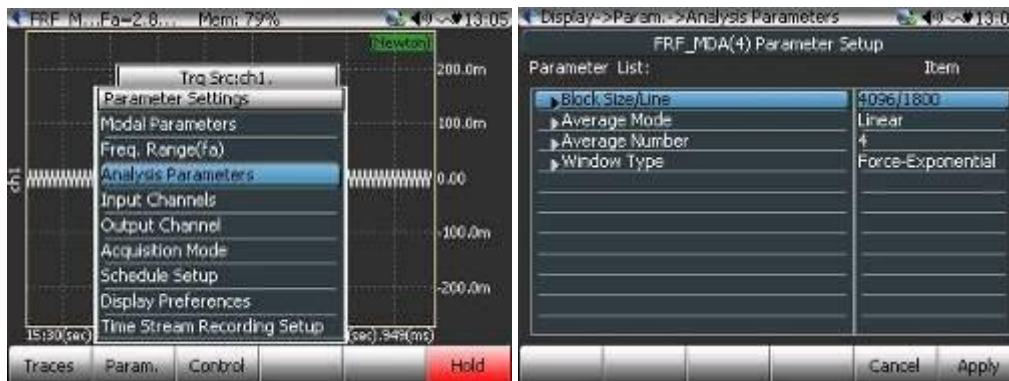 FRF M...Fa=2.8... Mem: 79% 13:05
[Newton]
200.0m
Trg Src:ch1.
Parameter Settings
Modal Parameters
100.0m
Freq. Range(fa)
Analysis Parameters
ch1
0.00
Input Channels
Output Channel
-100.0m
Acquisition Mode
Schedule Setup
-200.0m
Display Preferences
Time Stream Recording Setup
15:30(sec) (sec).949(ms)
Traces Param. Control Hold
Display->Param.->Analysis Parameters 13:0
FRF_MDA(4) Parameter Setup
Parameter List: Item
Block Size/Line 4096/1800
Average Mode Linear
Average Number 4
Window Type Force-Exponential
Cancel Apply